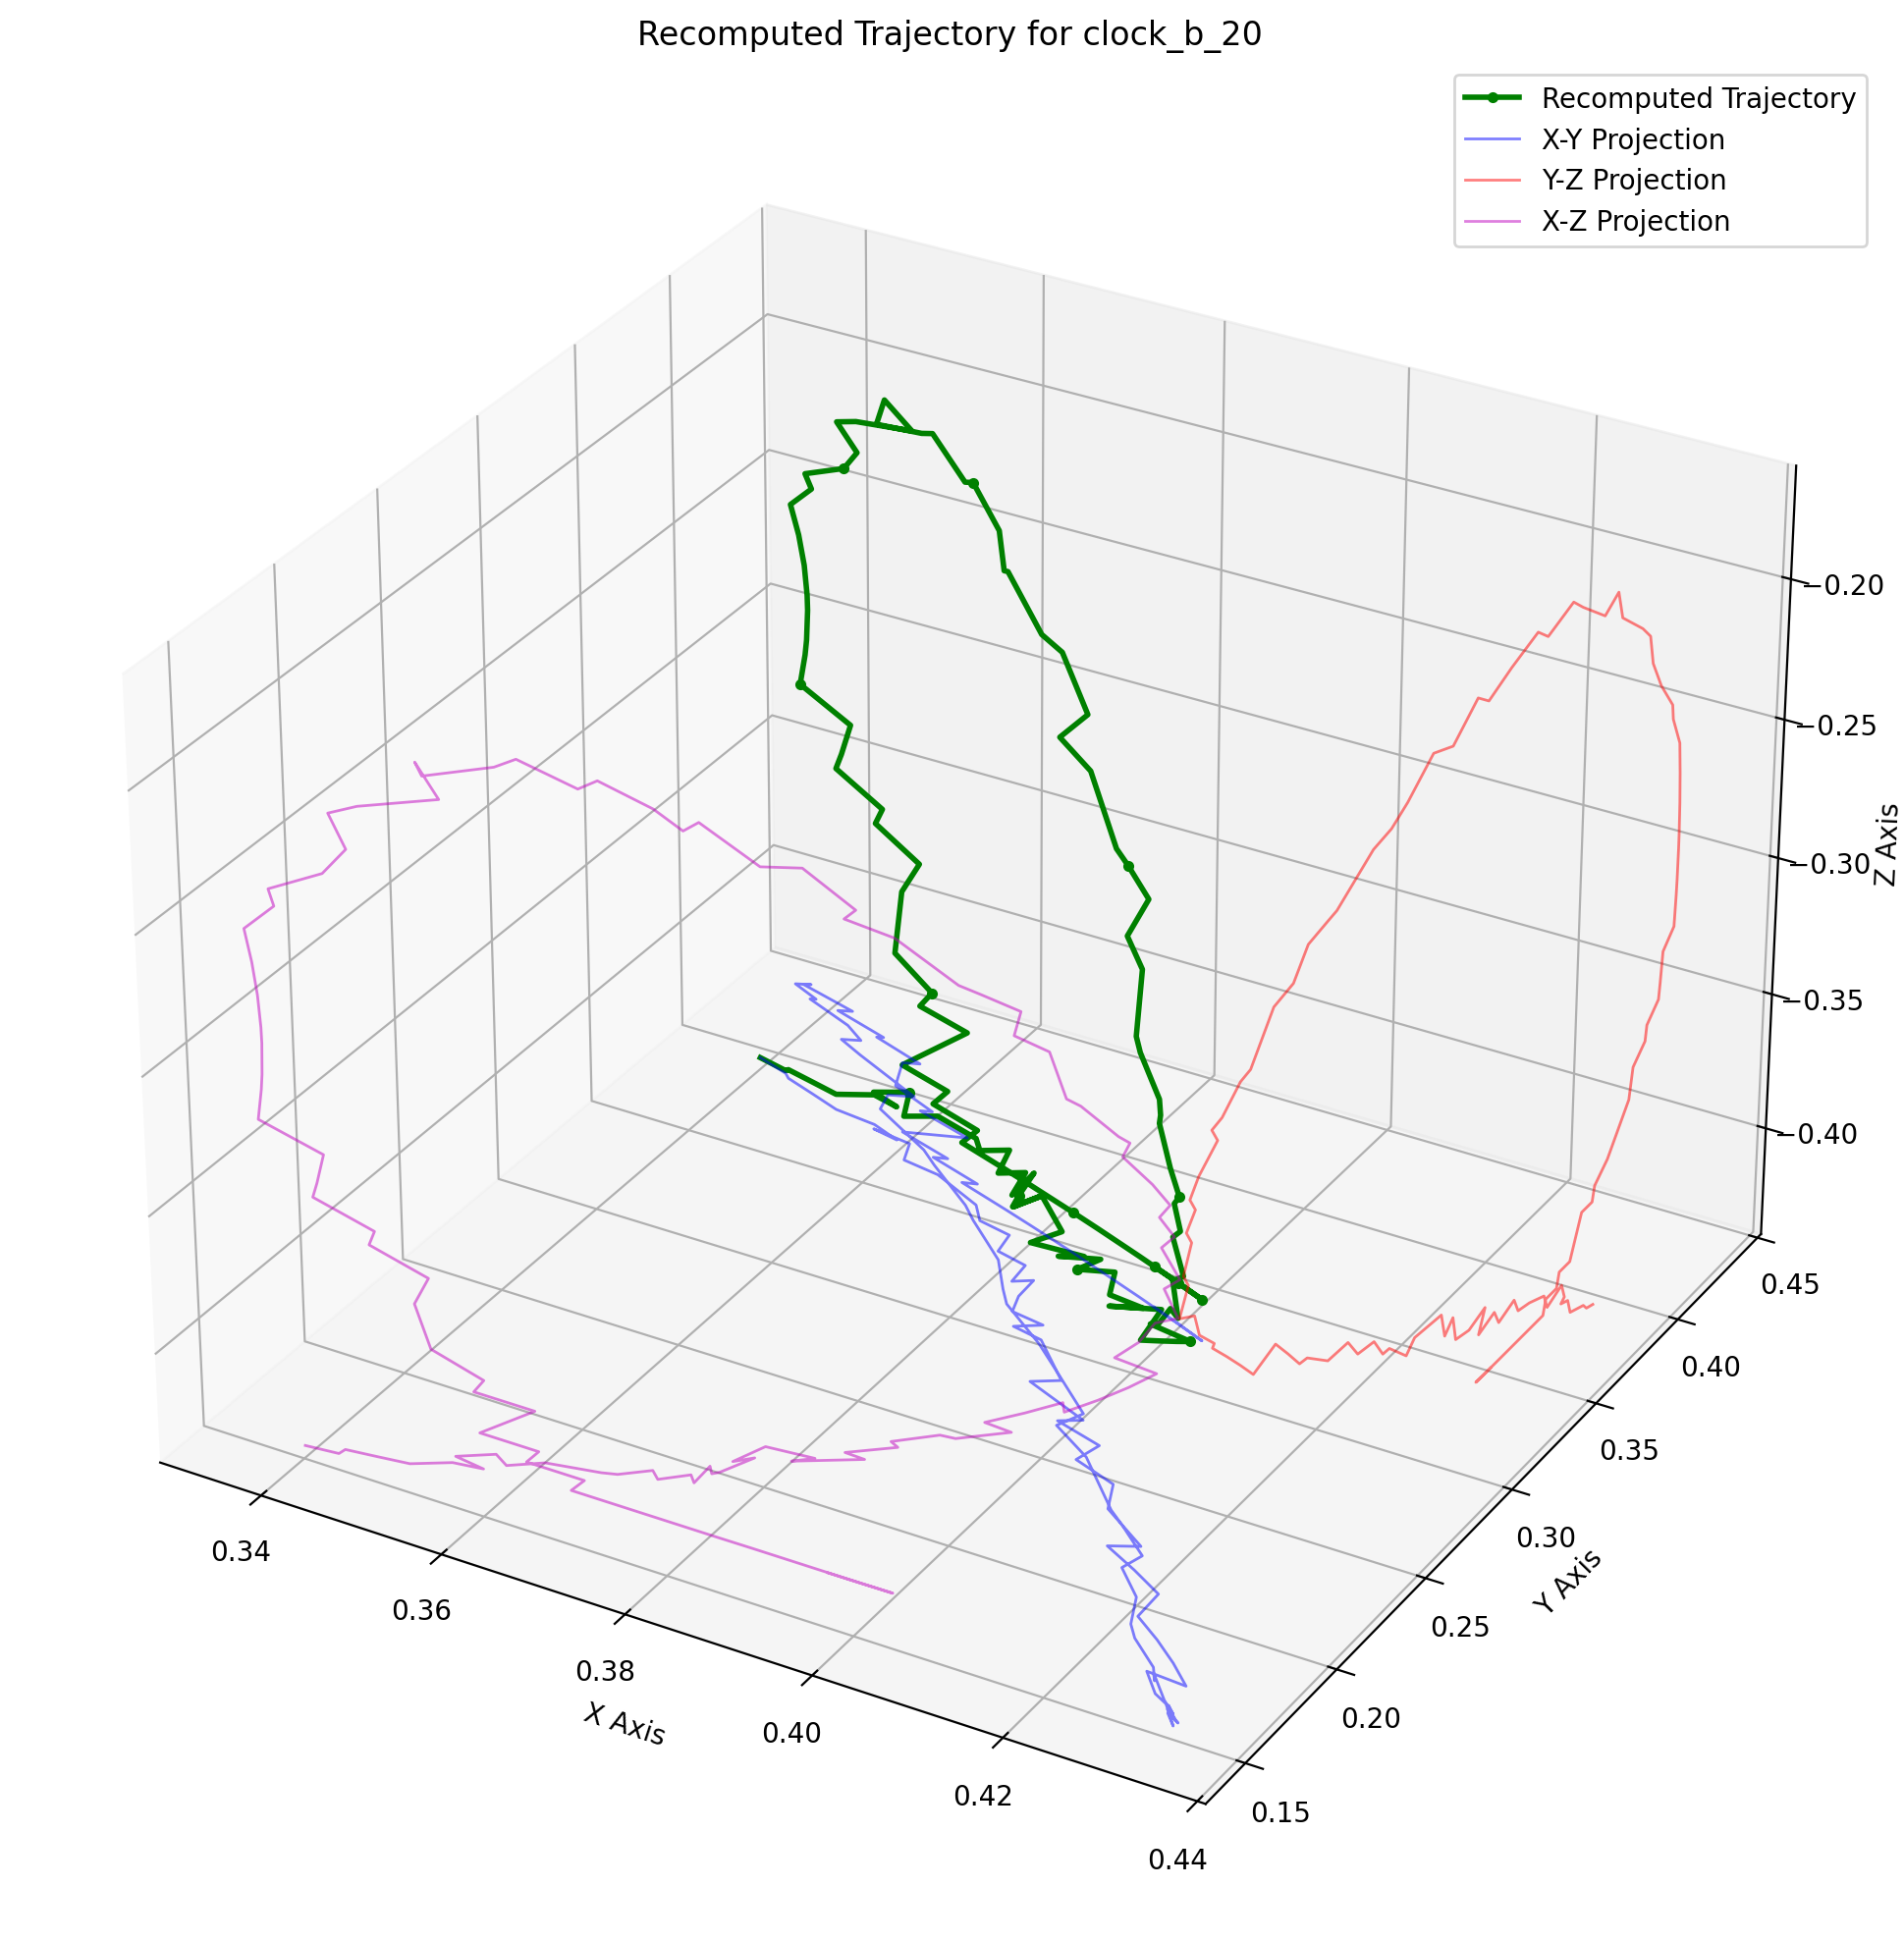 Recomputed Trajectory for clock_b_20
Recomputed Trajectory
X-Y Projection
Y-Z Projection
X-Z Projection
−0.20
−0.25
−0.30
−0.35
−0.40
Z Axis
0.45
0.40
0.35
0.30
0.25
0.20
0.15
Y Axis
0.34
0.36
0.38
0.40
0.42
0.44
X Axis